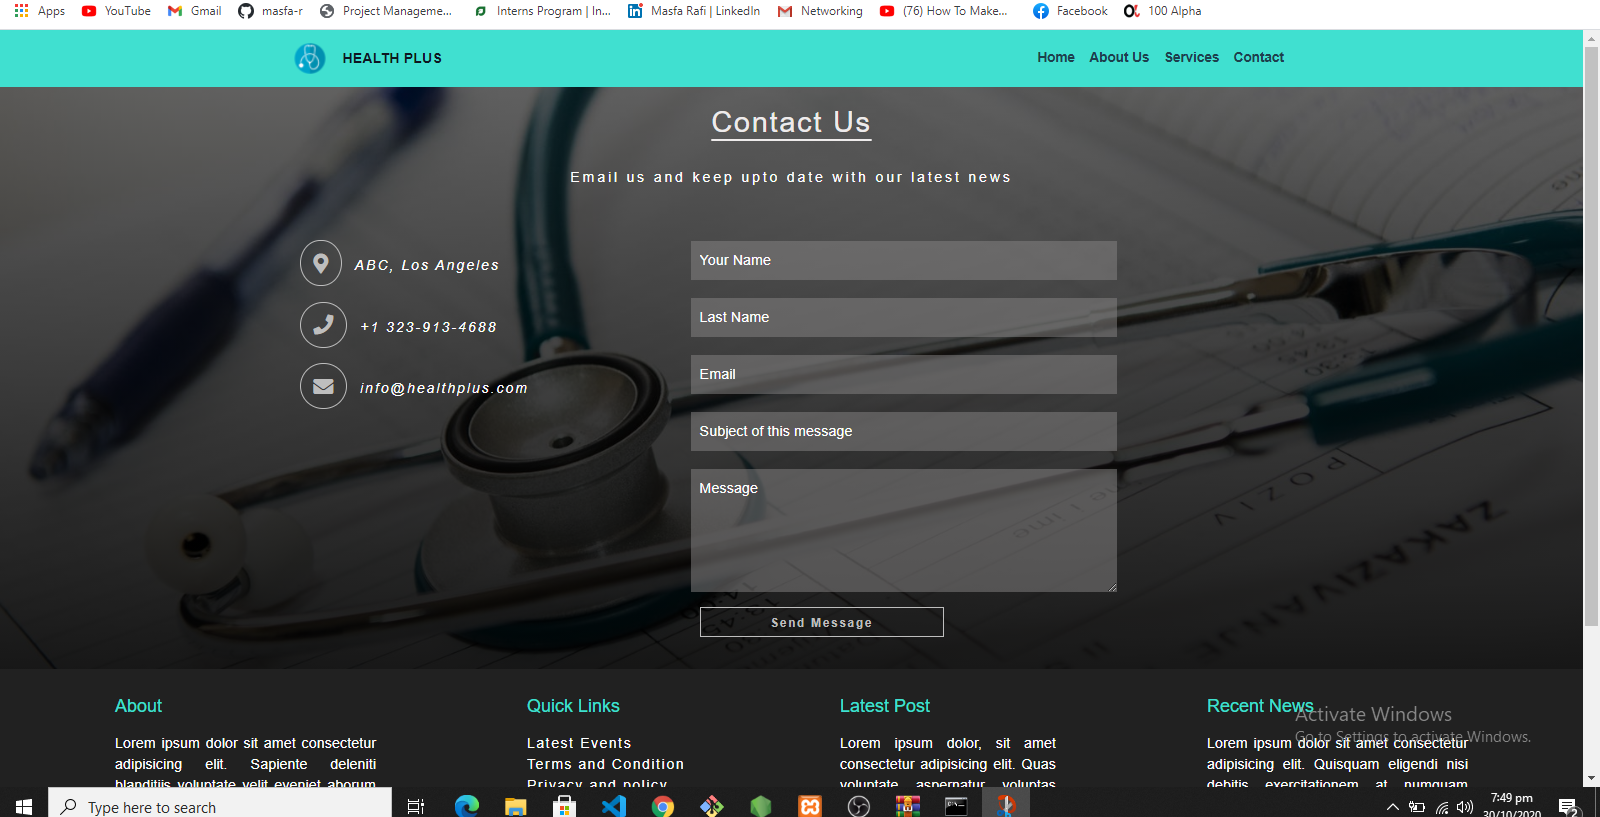 Apps YouTube Gmail masfa-r Project Manageme... Interns Program | In... Masfa Rafi | LinkedIn Networking (76) How To Make... Facebook 100 Alpha
HEALTH PLUS Home About Us Services Contact
Contact Us
Email us and keep upto date with our latest news
ABC, Los Angeles
+1 323-913-4688
info@healthplus.com
Your Name
Last Name
Email
Subject of this message
Message
Send Message
POZIV
ZAKAZIVANJE
About
Lorem ipsum dolor sit amet consectetur
adipisicing elit. Sapiente deleniti
blanditiis voluptate velit eveniet aborum
Quick Links
Latest Events
Terms and Condition
Privacy and policy
Latest Post
Lorem ipsum dolor, sit amet
consectetur adipisicing elit. Quas
voluptate aspernatur voluptas
Recent News
Lorem ipsum dolor sit amet consectetur
adipisicing elit. Quisquam eligendi nisi
debitis exercitationem at numquam
Activate Windows
Go to Settings to activate Windows.
Type here to search
7:49 pm
30/10/2020
2